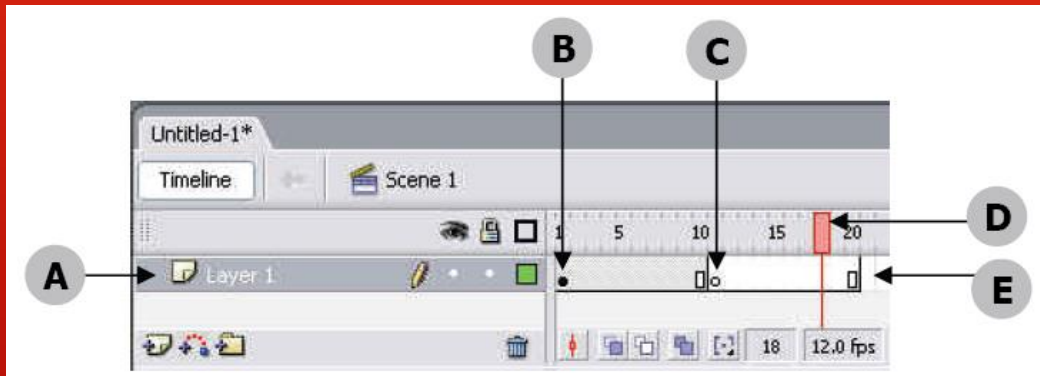 B C
Untitled-1*
Timeline Scene 1
1 5 10 15 20 D
A Layer 1 E
18 12.0 fps